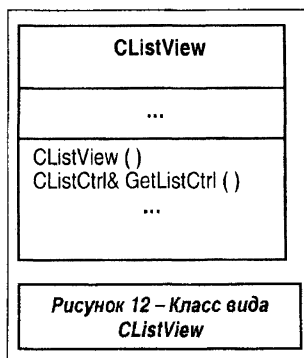 CListView
...
CListView ( )
CListCtrl& GetListCtrl ( )
...
Рисунок 12 – Класс вида
CListView